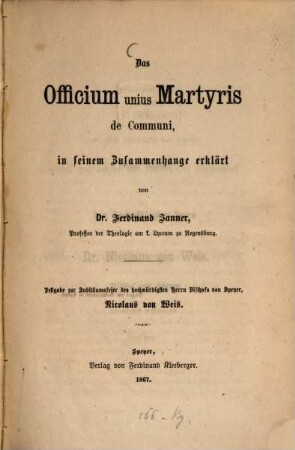 Das
Officium unius Martyris
de Communi,
in seinem Zusammenhange erklärt
von
Dr. Ferdinand Janner,
Professor der Theologie am k. Lyceum zu Regensburg.
Festgabe zur Jubiläumsfeier des hochwürdigsten Herrn Bischofs von Speyer,
Nicolaus von Weis.
Speyer,
Verlag von Ferdinand Kleeberger.
1867.